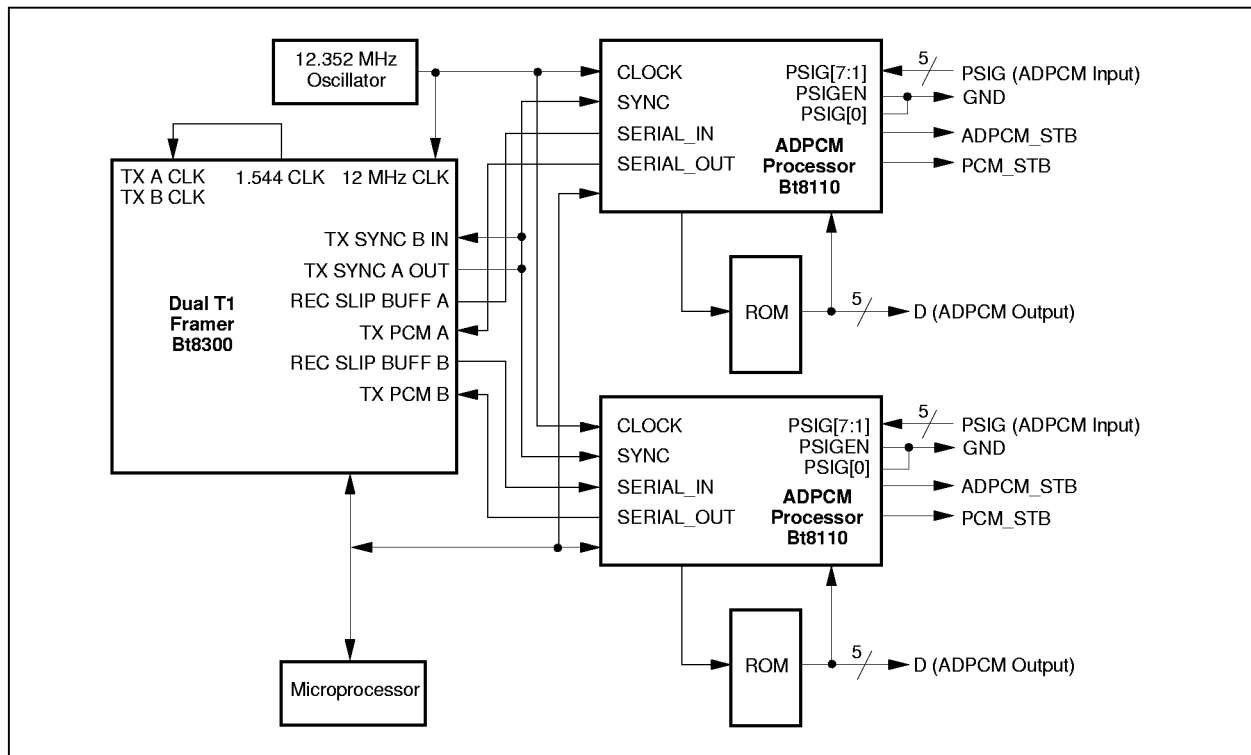 12.352 MHz
Oscillator
TX A CLK
TX B CLK
1.544 CLK
12 MHz CLK
TX SYNC B IN
TX SYNC A OUT
REC SLIP BUFF A
TX PCM A
REC SLIP BUFF B
TX PCM B
Dual T1
Framer
Bt8300
Microprocessor
CLOCK
SYNC
SERIAL_IN
SERIAL_OUT
PSIG[7:1]
PSIGEN
PSIG[0]
ADPCM
Processor
Bt8110
5
PSIG (ADPCM Input)
GND
ADPCM_STB
PCM_STB
ROM
5
D (ADPCM Output)
CLOCK
SYNC
SERIAL_IN
SERIAL_OUT
PSIG[7:1]
PSIGEN
PSIG[0]
ADPCM
Processor
Bt8110
5
PSIG (ADPCM Input)
GND
ADPCM_STB
PCM_STB
ROM
5
D (ADPCM Output)